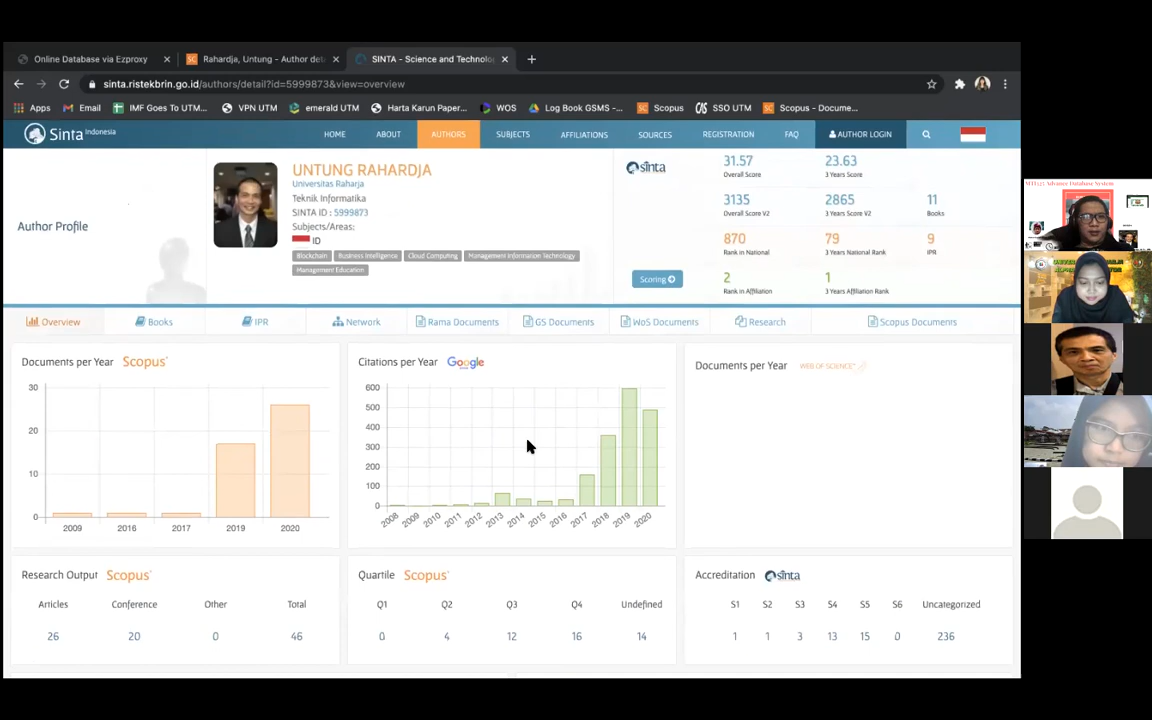 Online Database via Ezproxy
Rahardja, Untung - Author det
SINTA - Science and Technolo
sinta.ristekbrin.go.id/authors/detail?id=5999873&view=overview
Apps
Email
IMF Goes To UTM...
VPN UTM
emerald UTM
Harta Karun Paper...
WOS
Log Book GSMS -...
Scopus
SSO UTM
Scopus - Docume...
Sinta Indonesia
HOME
ABOUT
AUTHORS
SUBJECTS
AFFILIATIONS
SOURCES
REGISTRATION
FAQ
AUTHOR LOGIN
Author Profile
UNTUNG RAHARDJA
Universitas Raharja
Teknik Informatika
SINTA ID : 5999873
Subjects/Areas:
ID
Blockchain
Business Intelligence
Cloud Computing
Management Information Technology
Management Education
sinta
Scoring
31.57
Overall Score
23.63
3 Years Score
3135
Overall Score V2
2865
3 Years Score V2
11
Books
870
Rank in National
79
3 Years National Rank
9
IPR
2
Rank in Affiliation
1
3 Years Affiliation Rank
Overview
Books
IPR
Network
Rama Documents
GS Documents
WoS Documents
Research
Scopus Documents
Documents per Year Scopus
30
20
10
0
2009 2016 2017 2019 2020
Citations per Year Google
600
500
400
300
200
100
0
2008 2009 2010 2011 2012 2013 2014 2015 2016 2017 2018 2019 2020
Documents per Year WEB OF SCIENCE
Research Output Scopus
Articles Conference Other Total
26 20 0 46
Quartile Scopus
Q1 Q2 Q3 Q4 Undefined
0 4 12 16 14
Accreditation sinta
S1 S2 S3 S4 S5 S6 Uncategorized
1 1 3 13 15 0 236
Advance Database System